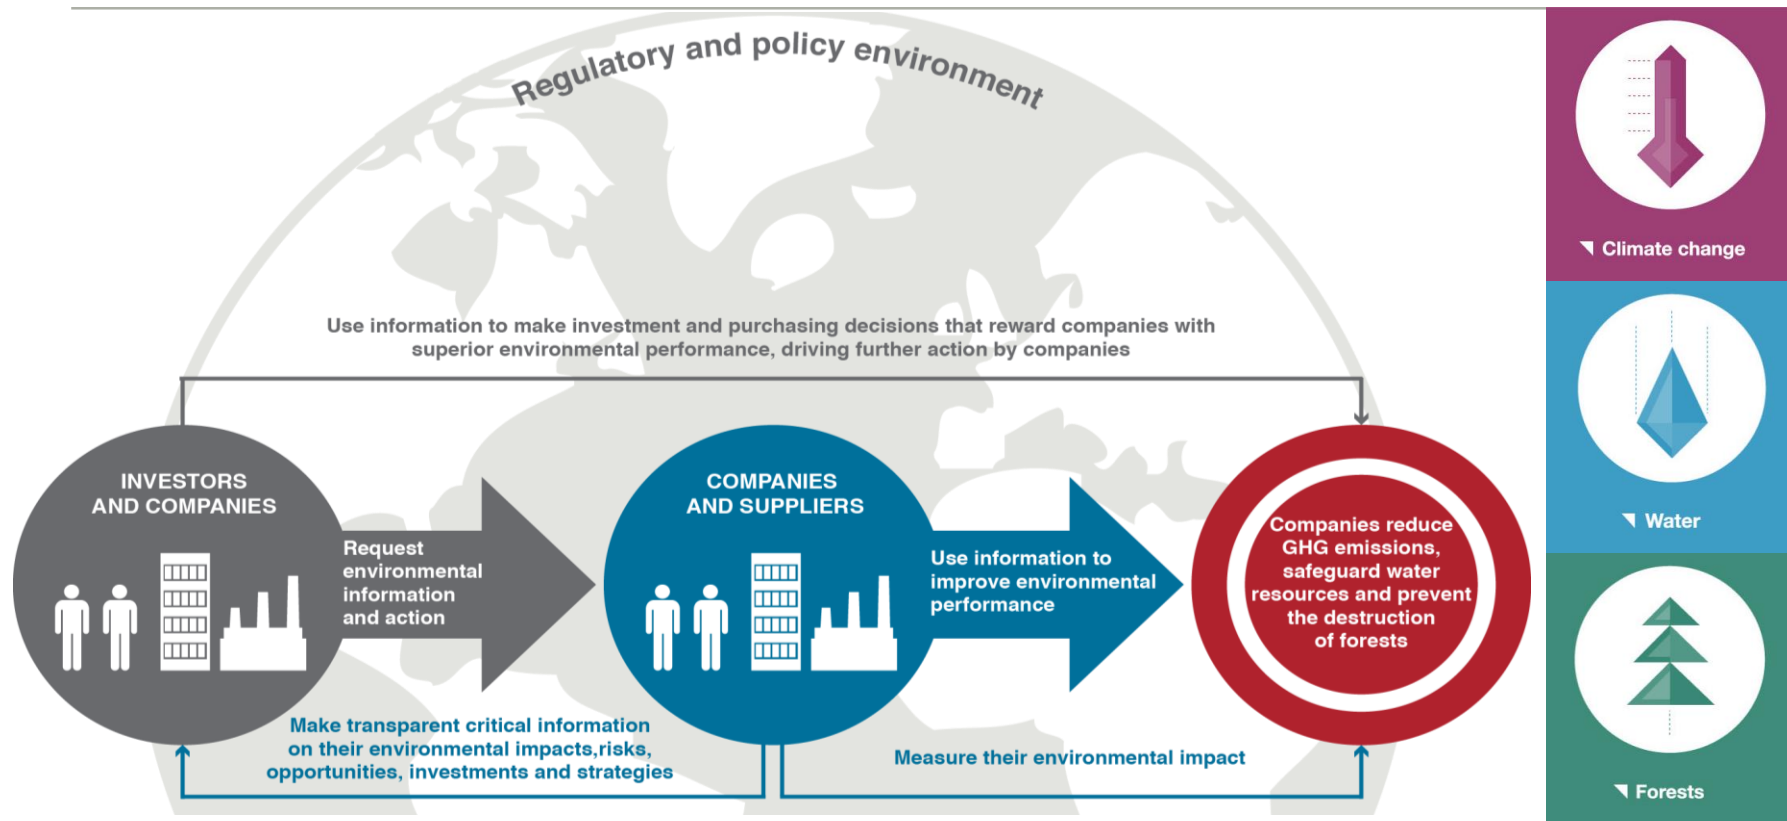 Regulatory and policy environment
Use information to make investment and purchasing decisions that reward companies with
superior environmental performance, driving further action by companies
INVESTORS
AND COMPANIES
Request
environmental
information
and action
COMPANIES
AND SUPPLIERS
Use information to
improve environmental
performance
Companies reduce
GHG emissions,
safeguard water
resources and prevent
the destruction
of forests
Make transparent critical information
on their environmental impacts,risks,
opportunities, investments and strategies
Measure their environmental impact
Climate change
Water
Forests